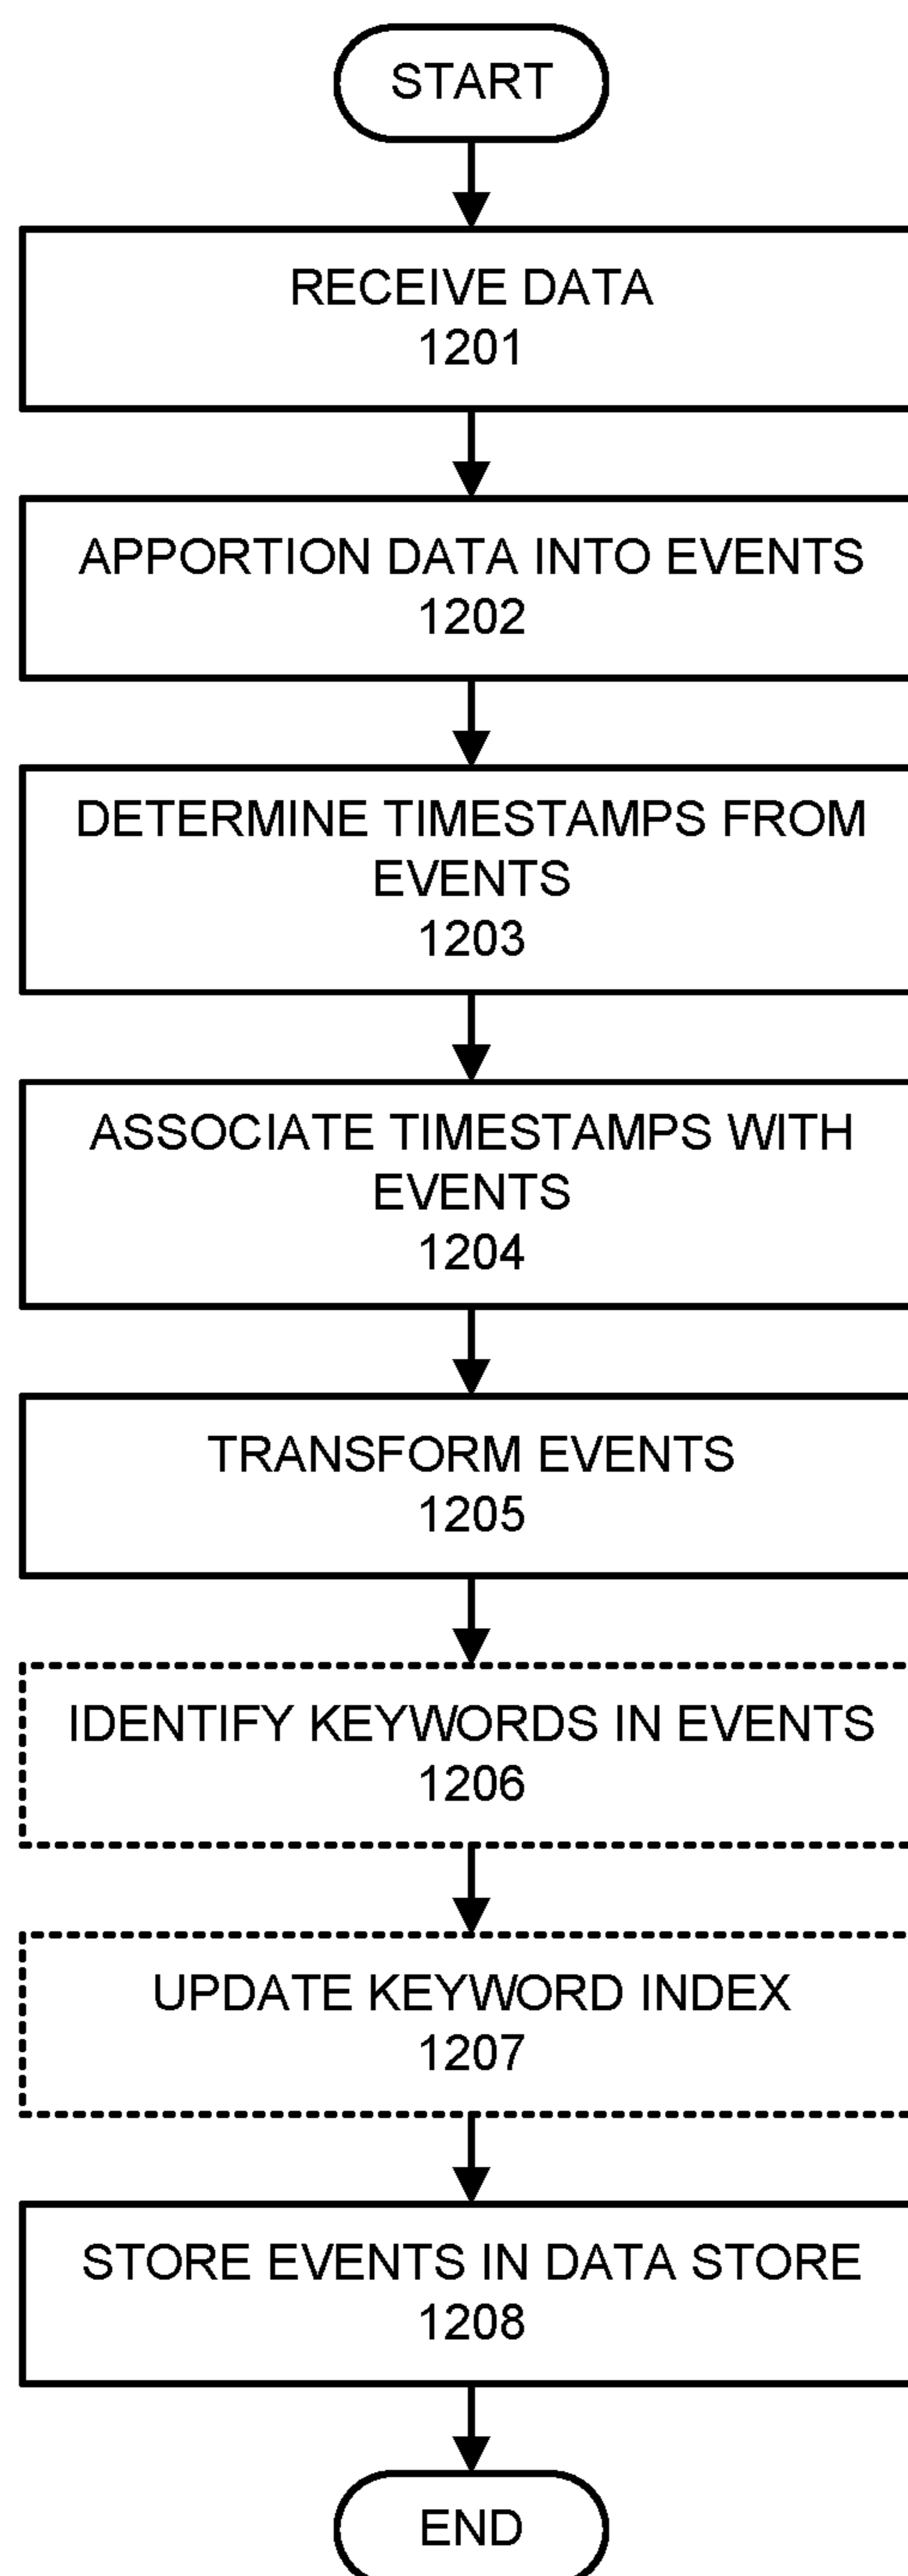 START
RECEIVE DATA
1201
APPORTION DATA INTO EVENTS
1202
DETERMINE TIMESTAMPS FROM
EVENTS
1203
ASSOCIATE TIMESTAMPS WITH
EVENTS
1204
TRANSFORM EVENTS
1205
IDENTIFY KEYWORDS IN EVENTS
1206
UPDATE KEYWORD INDEX
1207
STORE EVENTS IN DATA STORE
1208
END